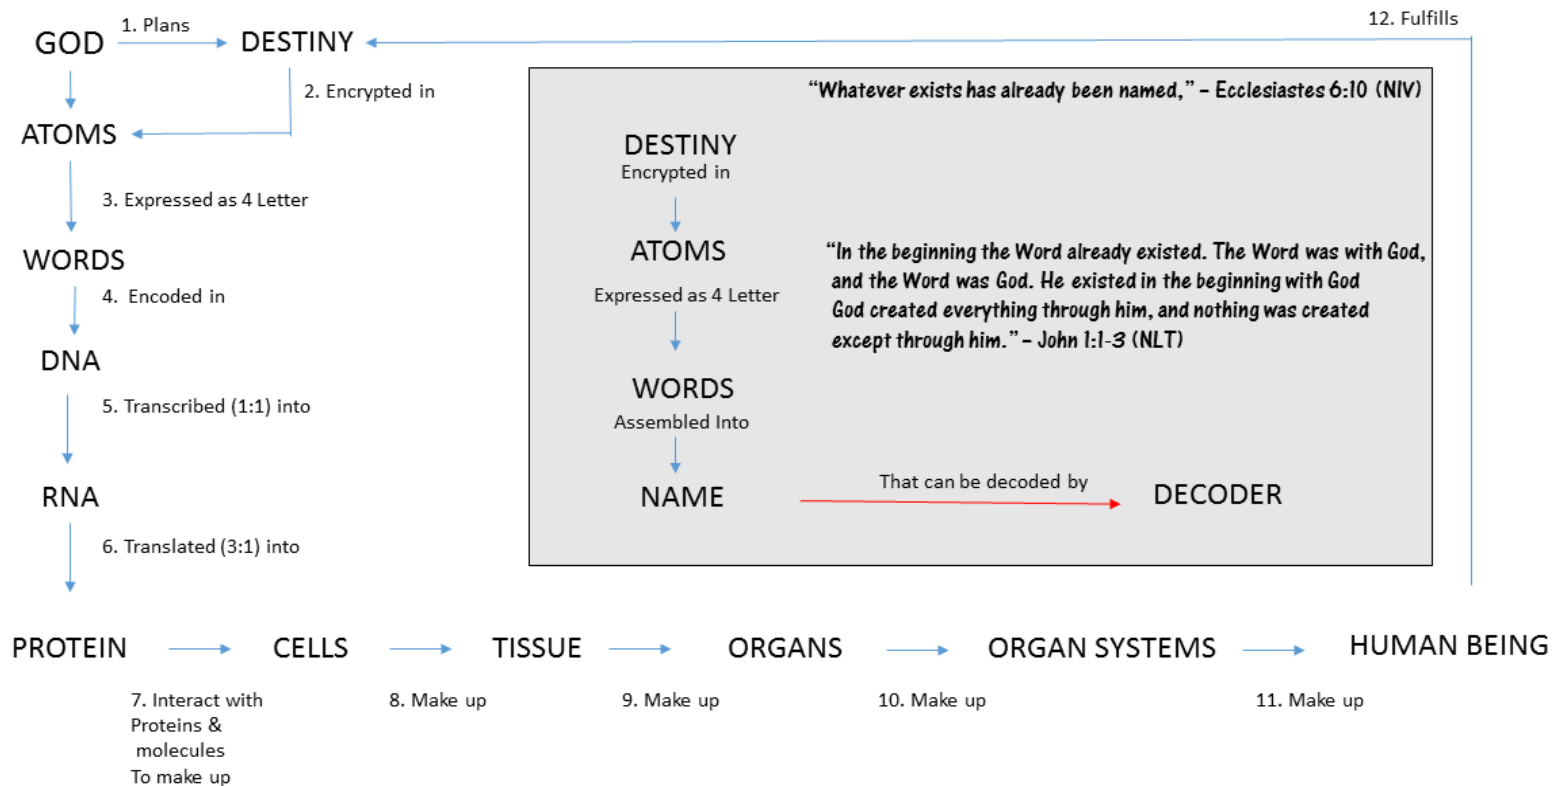 1. Plans
12. Fulfills
GOD
DESTINY
2. Encrypted in
ATOMS
3. Expressed as 4 Letter
WORDS
4. Encoded in
DNA
5. Transcribed (1:1) into
RNA
6. Translated (3:1) into
“Whatever exists has already been named,” – Ecclesiastes 6:10 (NIV)
DESTINY
Encrypted in
ATOMS
Expressed as 4 Letter
WORDS
Assembled Into
NAME
That can be decoded by
DECODER
“In the beginning the Word already existed. The Word was with God,
and the Word was God. He existed in the beginning with God
God created everything through him, and nothing was created
except through him.” – John 1:1-3 (NLT)
PROTEIN
CELLS
TISSUE
ORGANS
ORGAN SYSTEMS
HUMAN BEING
7. Interact with
Proteins &
molecules
To make up
8. Make up
9. Make up
10. Make up
11. Make up